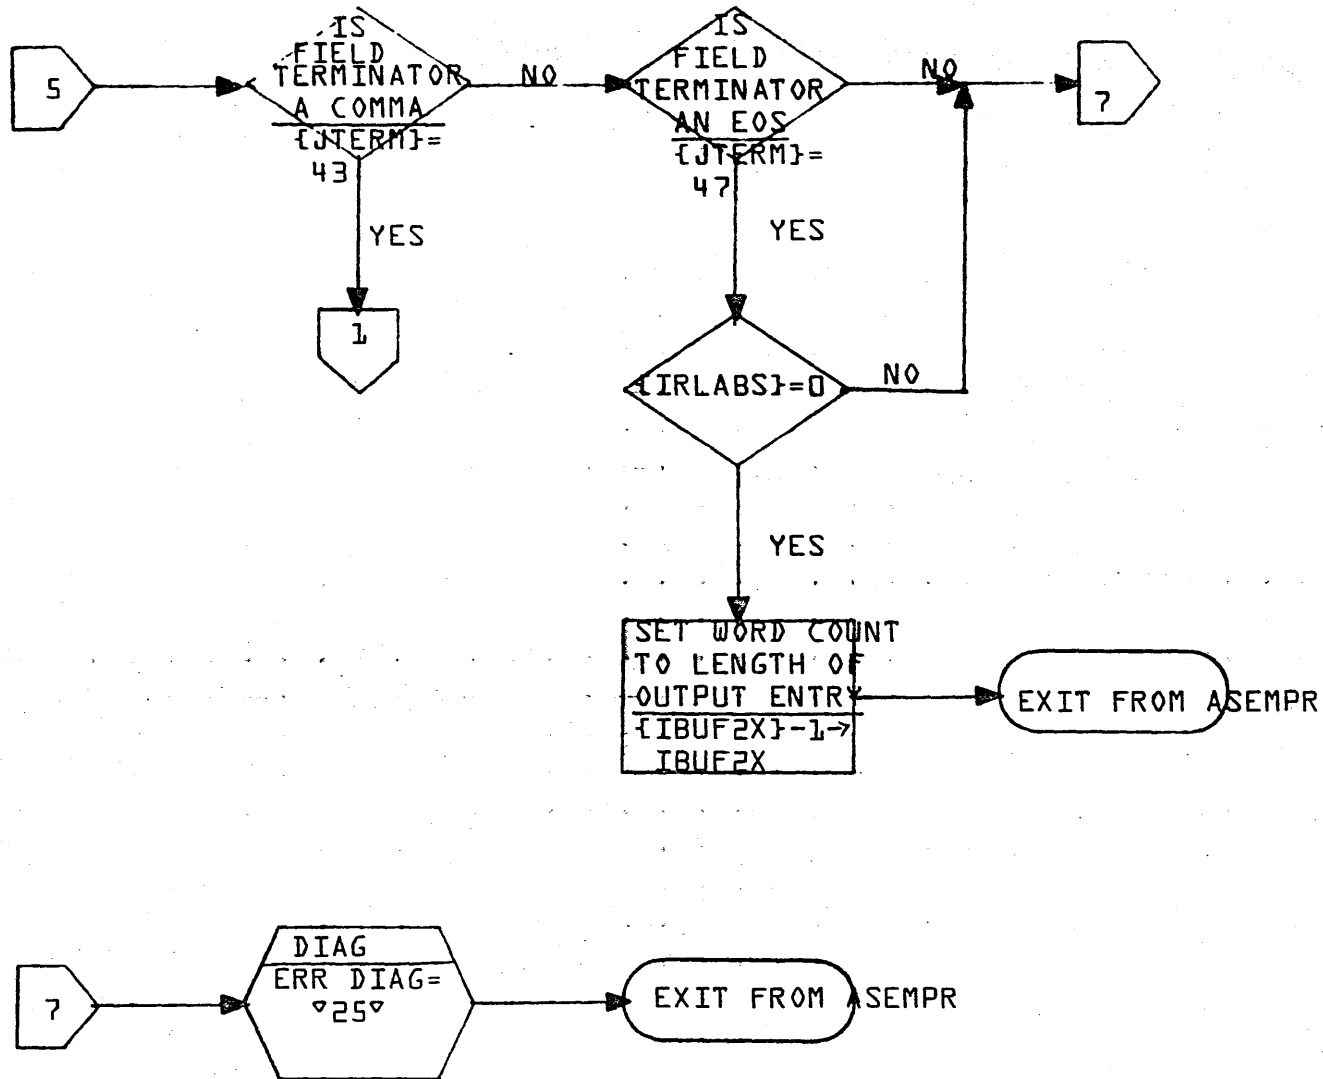 5
IS
FIELD
TERMINATOR
A COMMA
{JTERM}=
43
NO
IS
FIELD
TERMINATOR
AN EOS
{JTERM}=
47
NO
7
YES
1
YES
{IRLABS}=0
NO
YES
SET WORD COUNT
TO LENGTH OF
OUTPUT ENTRY
{IBUF2X}-1→
IBUF2X
EXIT FROM ASEMPR
7
DIAG
ERR DIAG=
▿25▿
EXIT FROM ASEMPR